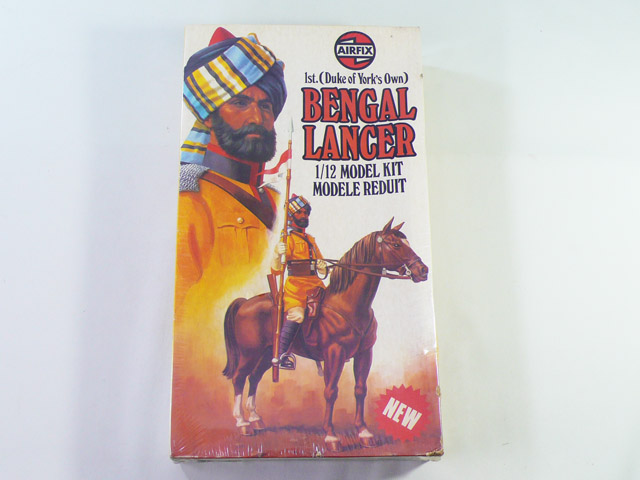 AIRFIX
1st. (Duke of York's Own)
BENGAL
LANCER
1/12 MODEL KIT
MODELE REDUIT
NEW